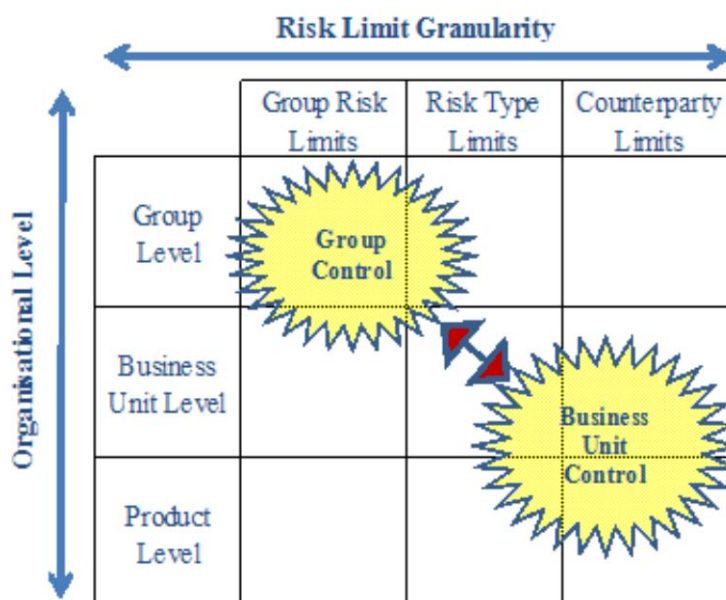 Risk Limit Granularity
Group Risk
Limits
Risk Type
Limits
Counterparty
Limits
Organisational Level
Group
Level
Group
Control
Business
Unit Level
Business
Unit
Control
Product
Level